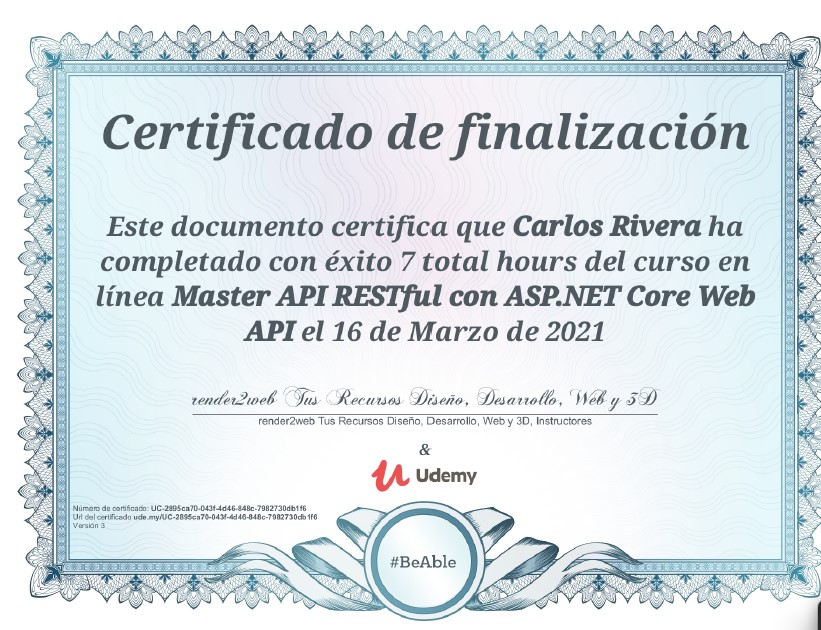 Certificado de finalización
Este documento certifica que Carlos Rivera ha
completado con éxito 7 total hours del curso en
línea Master API RESTful con ASP.NET Core Web
API el 16 de Marzo de 2021
render2web Tus Recursos Diseño, Desarrollo, Web y 3D
render2web Tus Recursos Diseño, Desarrollo, Web y 3D, Instructores
&
Udemy
Número de certificado: UC-2895ca70-043f-4d46-848c-7982730db1f6
Url del certificado ude.my/UC-2895ca70-043f-4d46-848c-7982730db1f6
Versión 3
#BeAble